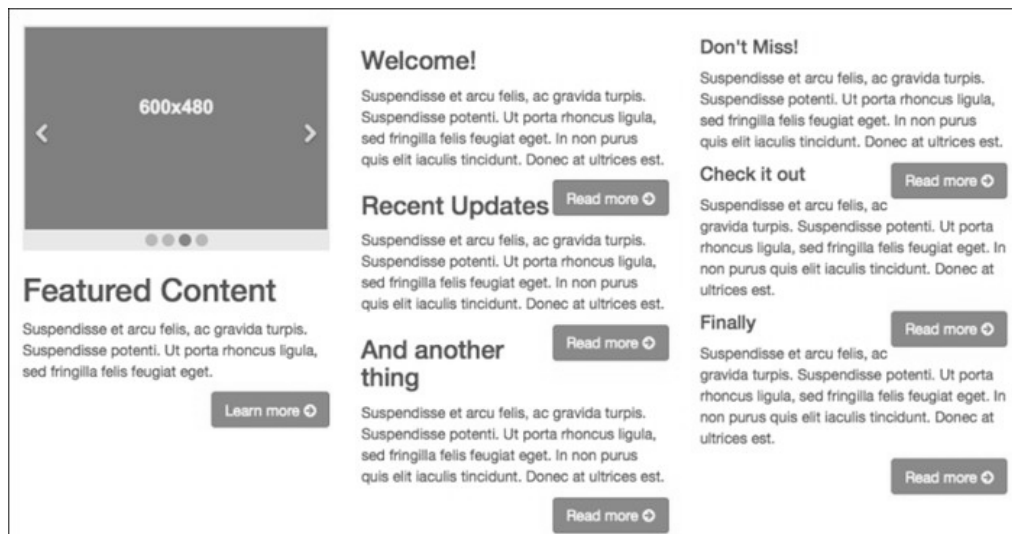 600x480
Featured Content
Suspendisse et arcu felis, ac gravida turpis.
Suspendisse potenti. Ut porta rhoncus ligula,
sed fringilla felis feugiat eget.
Learn more
Welcome!
Suspendisse et arcu felis, ac gravida turpis.
Suspendisse potenti. Ut porta rhoncus ligula,
sed fringilla felis feugiat eget. In non purus
quis elit iaculis tincidunt. Donec at ultrices est.
Read more
Recent Updates
Suspendisse et arcu felis, ac gravida turpis.
Suspendisse potenti. Ut porta rhoncus ligula,
sed fringilla felis feugiat eget. In non purus
quis elit iaculis tincidunt. Donec at ultrices est.
Read more
And another
thing
Suspendisse et arcu felis, ac gravida turpis.
Suspendisse potenti. Ut porta rhoncus ligula,
sed fringilla felis feugiat eget. In non purus
quis elit iaculis tincidunt. Donec at ultrices est.
Read more
Don't Miss!
Suspendisse et arcu felis, ac gravida turpis.
Suspendisse potenti. Ut porta rhoncus ligula,
sed fringilla felis feugiat eget. In non purus
quis elit iaculis tincidunt. Donec at ultrices est.
Read more
Check it out
Suspendisse et arcu felis, ac
gravida turpis. Suspendisse potenti. Ut porta
rhoncus ligula, sed fringilla felis feugiat eget. In
non purus quis elit iaculis tincidunt. Donec at
ultrices est.
Read more
Finally
Suspendisse et arcu felis, ac
gravida turpis. Suspendisse potenti. Ut porta
rhoncus ligula, sed fringilla felis feugiat eget. In
non purus quis elit iaculis tincidunt. Donec at
ultrices est.
Read more